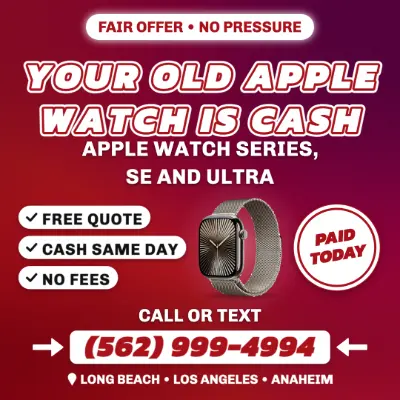 FAIR OFFER • NO PRESSURE
YOUR OLD APPLE
WATCH IS CASH
APPLE WATCH SERIES,
SE AND ULTRA
✓ FREE QUOTE
✓ CASH SAME DAY
✓ NO FEES
PAID
TODAY
CALL OR TEXT
(562) 999-4994
LONG BEACH • LOS ANGELES • ANAHEIM